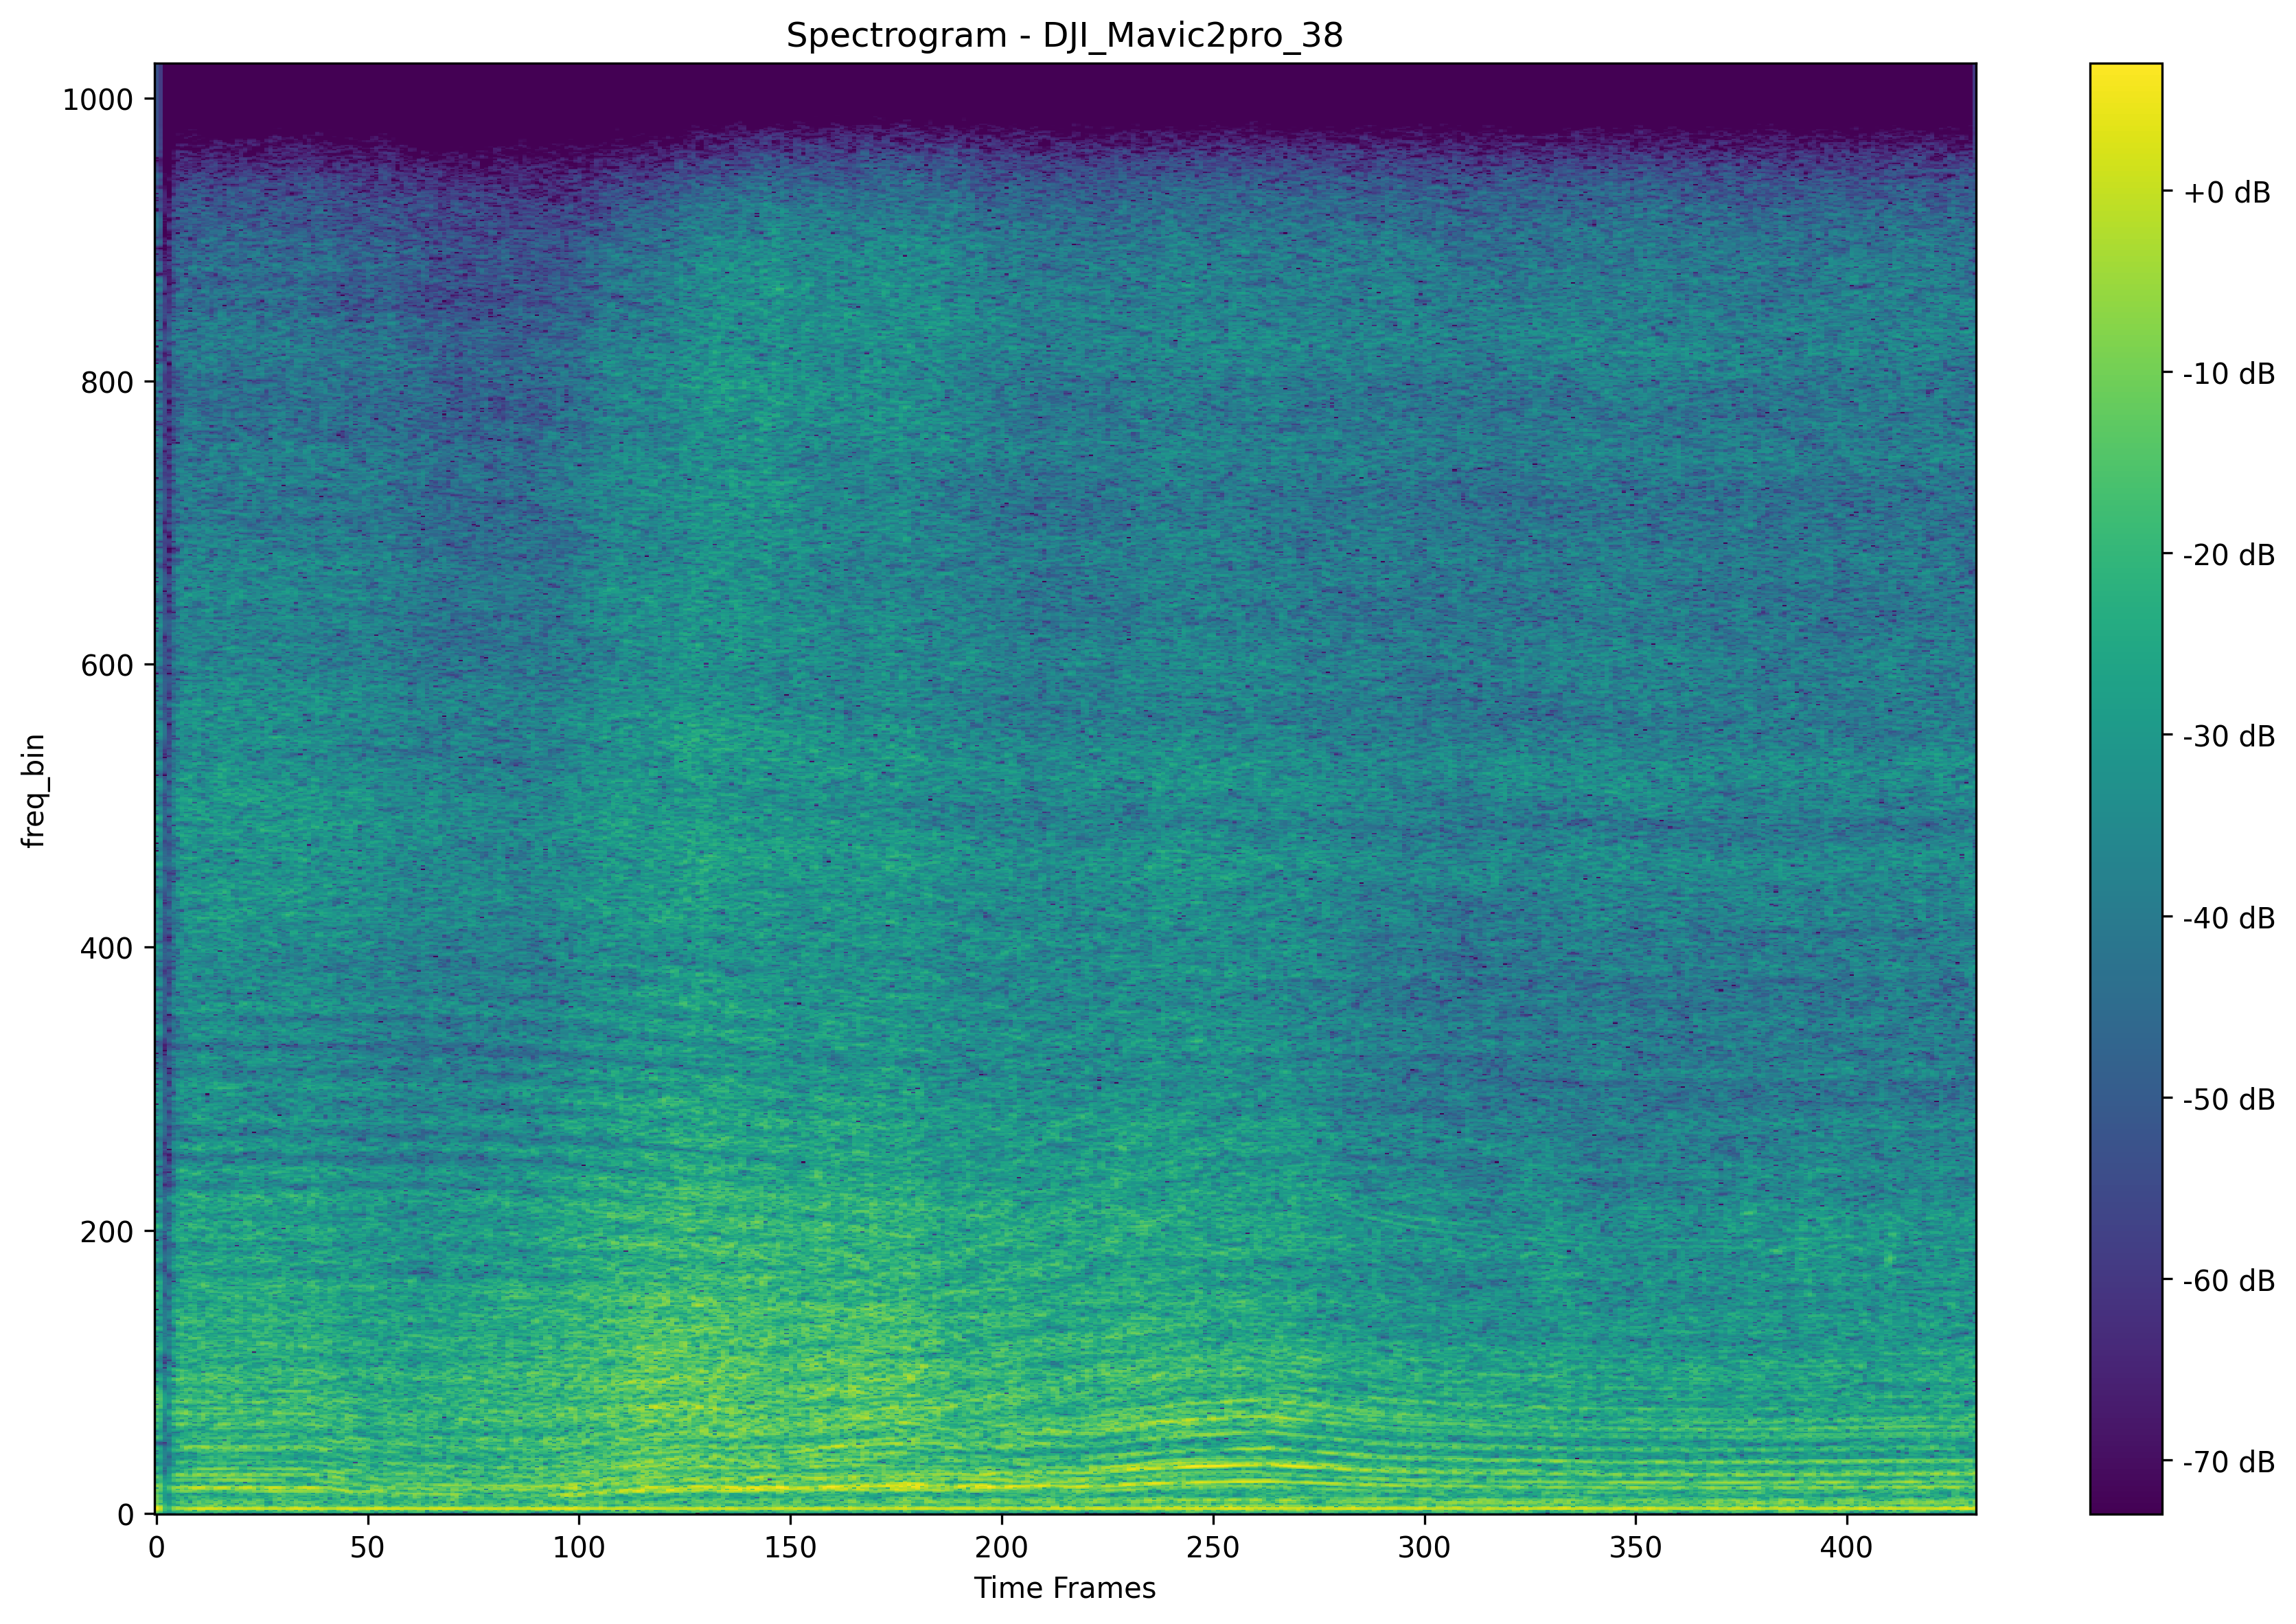 Spectrogram - DJI_Mavic2pro_38
1000
800
600
400
200
0
freq_bin
0 50 100 150 200 250 300 350 400
Time Frames
+0 dB
-10 dB
-20 dB
-30 dB
-40 dB
-50 dB
-60 dB
-70 dB